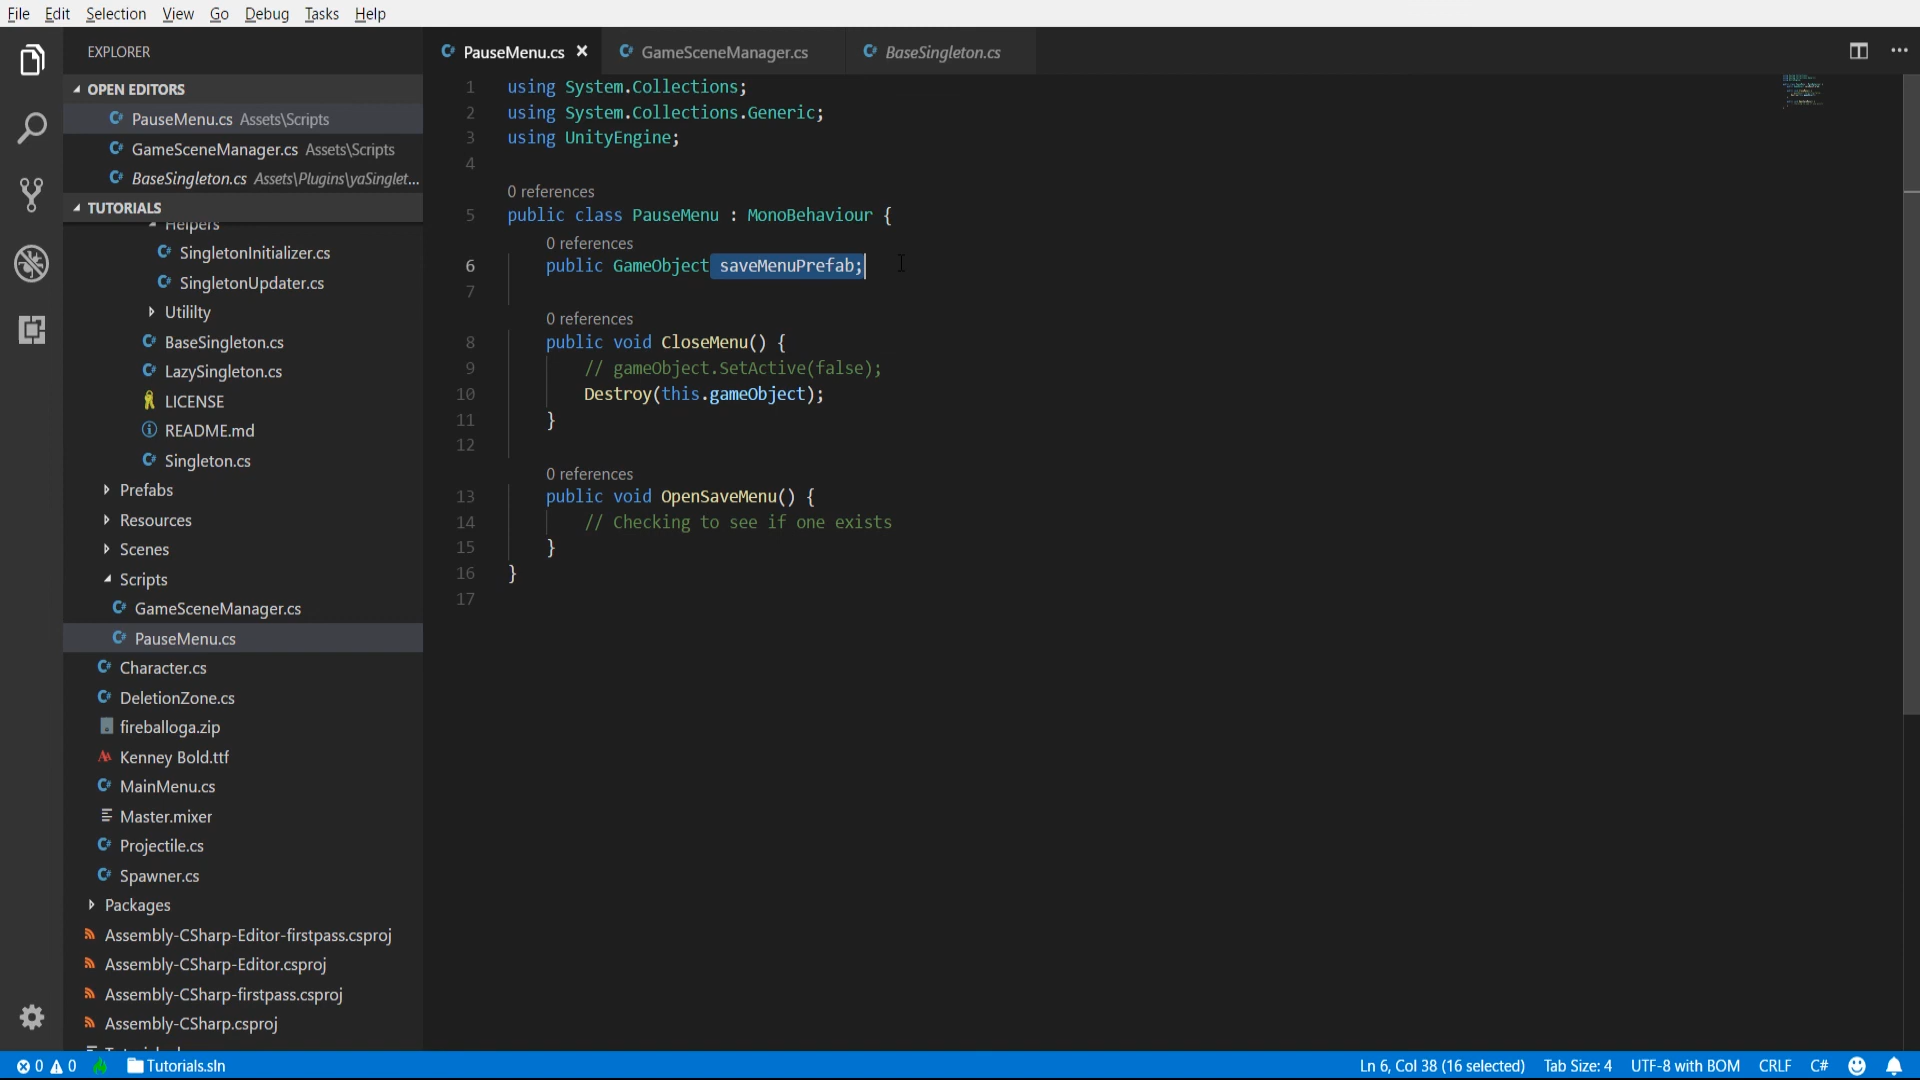 File Edit Selection View Go Debug Tasks Help
EXPLORER
OPEN EDITORS
PauseMenu.cs Assets\Scripts
GameSceneManager.cs Assets\Scripts
BaseSingleton.cs Assets\Plugins\yaSinglet...
TUTORIALS
Helpers
SingletonInitializer.cs
SingletonUpdater.cs
Utililty
BaseSingleton.cs
LazySingleton.cs
LICENSE
README.md
Singleton.cs
Prefabs
Resources
Scenes
Scripts
GameSceneManager.cs
PauseMenu.cs
Character.cs
DeletionZone.cs
fireballoga.zip
Kenney Bold.ttf
MainMenu.cs
Master.mixer
Projectile.cs
Spawner.cs
Packages
Assembly-CSharp-Editor-firstpass.csproj
Assembly-CSharp-Editor.csproj
Assembly-CSharp-firstpass.csproj
Assembly-CSharp.csproj
PauseMenu.cs GameSceneManager.cs BaseSingleton.cs
1 using System.Collections;
2 using System.Collections.Generic;
3 using UnityEngine;
4
0 references
5 public class PauseMenu : MonoBehaviour {
0 references
6 public GameObject saveMenuPrefab;
7
0 references
8 public void CloseMenu() {
9 // gameObject.SetActive(false);
10 Destroy(this.gameObject);
11 }
12
0 references
13 public void OpenSaveMenu() {
14 // Checking to see if one exists
15 }
16 }
17
0 0 Tutorials.sln Ln 6, Col 38 (16 selected) Tab Size: 4 UTF-8 with BOM CRLF C#